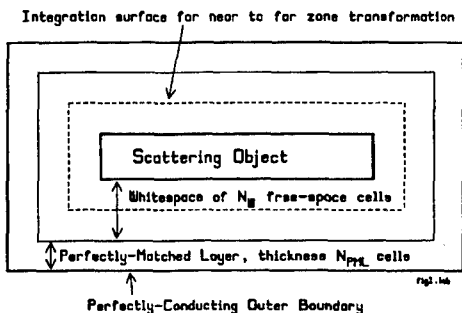 Integration surface for near to far zone transformation
Scattering Object
Whitespace of N_W free-space cells
Perfectly-Matched Layer, thickness N_PML cells
fig1.lwb
Perfectly-Conducting Outer Boundary